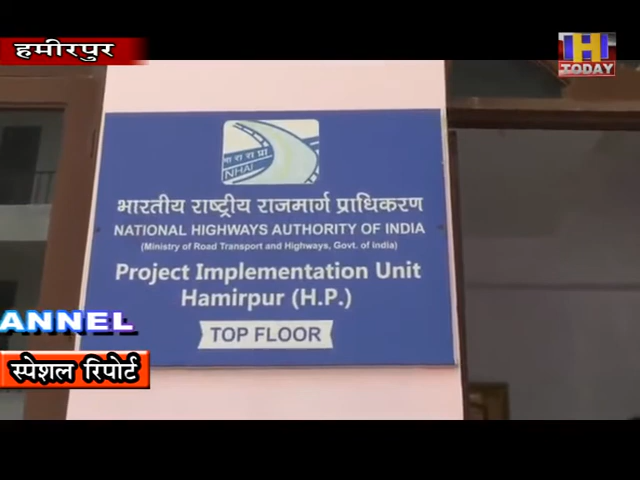 हमीरपुर
H
TODAY
भा रा रा प्रा
NHAI
भारतीय राष्ट्रीय राजमार्ग प्राधिकरण
NATIONAL HIGHWAYS AUTHORITY OF INDIA
(Ministry of Road Transport and Highways, Govt. of India)
Project Implementation Unit
Hamirpur (H.P.)
TOP FLOOR
ANNEL
स्पेशल रिपोर्ट